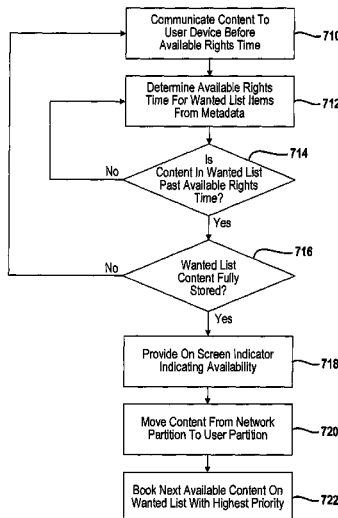 Communicate Content To
User Device Before
Available Rights Time
710
Determine Available Rights
Time For Wanted List Items
From Metadata
712
Is
Content In Wanted List
Past Available Rights
Time?
714
No
Yes
Wanted List
Content Fully
Stored?
716
No
Yes
Provide On Screen Indicator
Indicating Availability
718
Move Content From Network
Partition To User Partition
720
Book Next Available Content On
Wanted List With Highest Priority
722